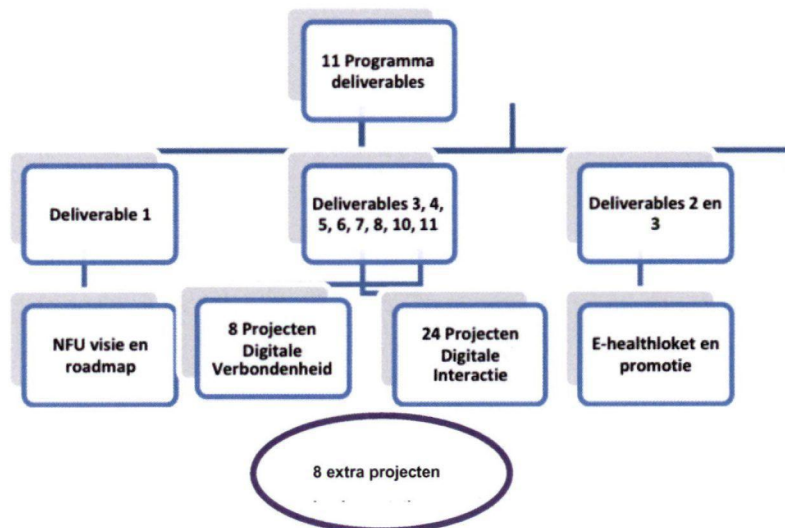 11 Programma
deliverables
Deliverable 1
Deliverables 3, 4,
5, 6, 7, 8, 10, 11
Deliverables 2 en
3
NFU visie en
roadmap
8 Projecten
Digitale
Verbondenheid
24 Projecten
Digitale
Interactie
E-healthloket en
promotie
8 extra projecten